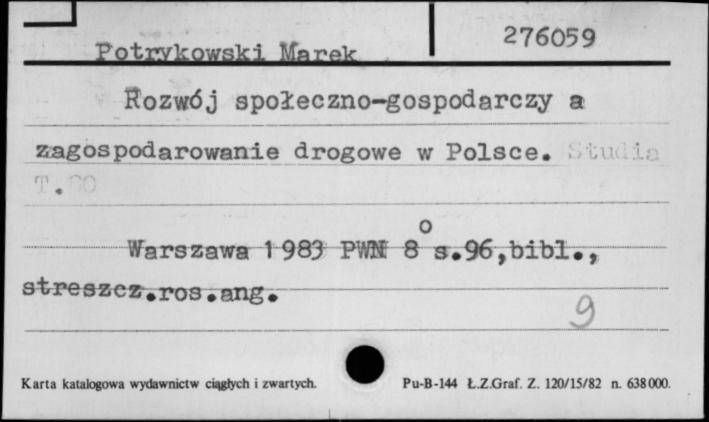 276059
Potrykowski Marek
Rozwój społeczno-gospodarczy a
zagospodarowanie drogowe w Polsce. Studia
T.80
Warszawa 1983 PWN 8° s.96,bibl.,
streszcz.ros.ang.
9
Karta katalogowa wydawnictw ciągłych i zwartych. Pu-B-144 Ł.Z.Graf. Z. 120/15/82 n. 638000.